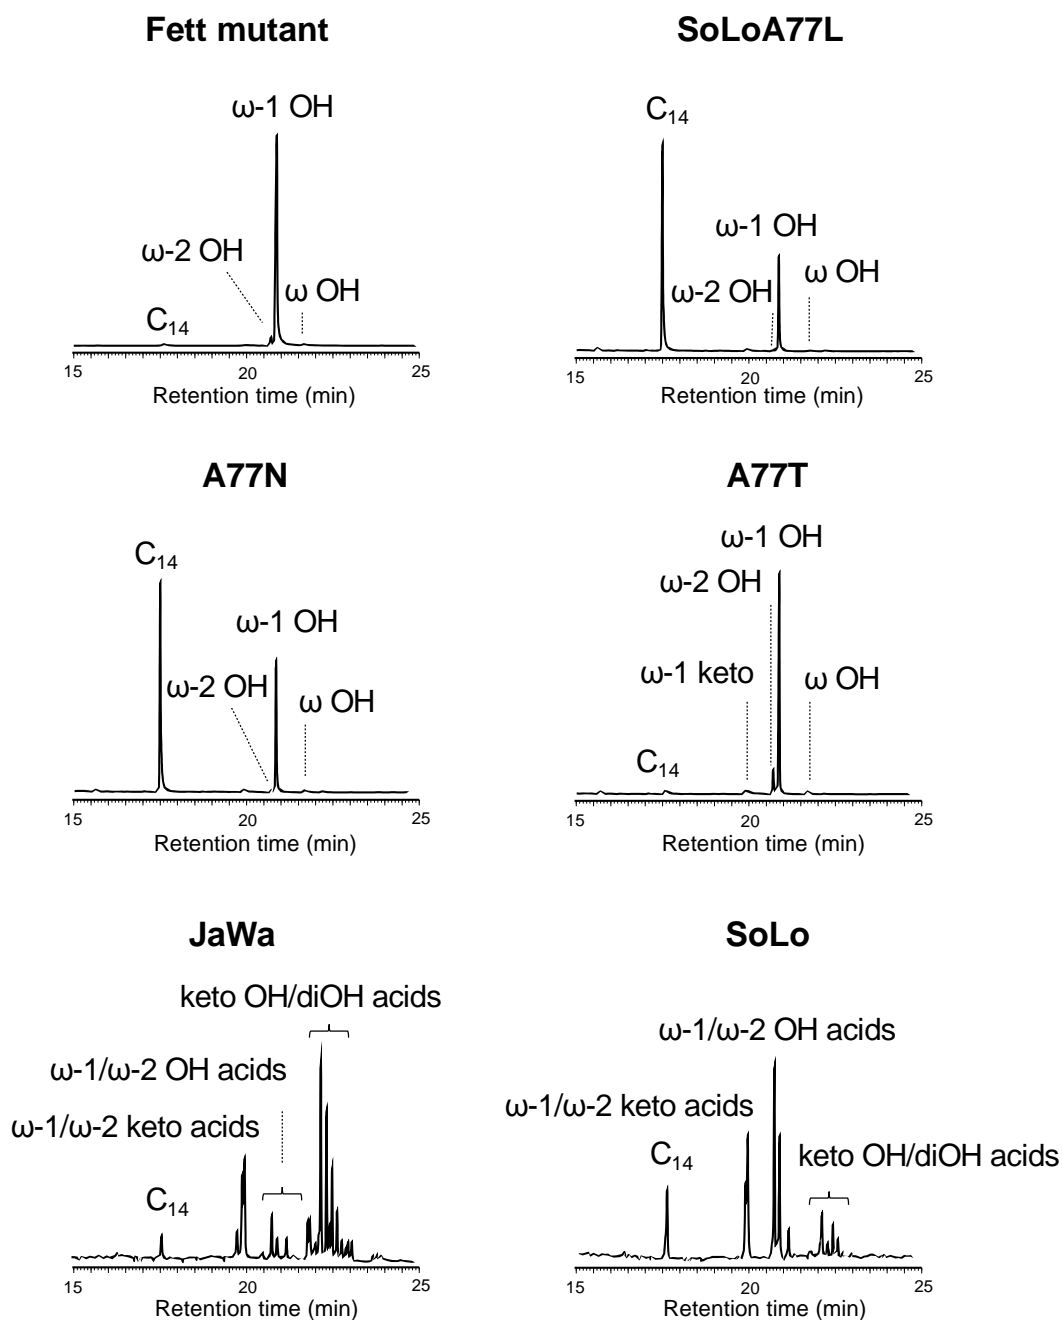 Fett mutant
ω-1 OH
ω-2 OH
ω OH
C14
15
20
25
Retention time (min)
SoLoA77L
C14
ω-1 OH
ω-2 OH
ω OH
15
20
25
Retention time (min)
A77N
C14
ω-1 OH
ω-2 OH
ω OH
15
20
25
Retention time (min)
A77T
ω-1 OH
ω-2 OH
ω-1 keto
ω OH
C14
15
20
25
Retention time (min)
JaWa
keto OH/diOH acids
ω-1/ω-2 OH acids
ω-1/ω-2 keto acids
C14
15
20
25
Retention time (min)
SoLo
ω-1/ω-2 OH acids
ω-1/ω-2 keto acids
C14
keto OH/diOH acids
15
20
25
Retention time (min)